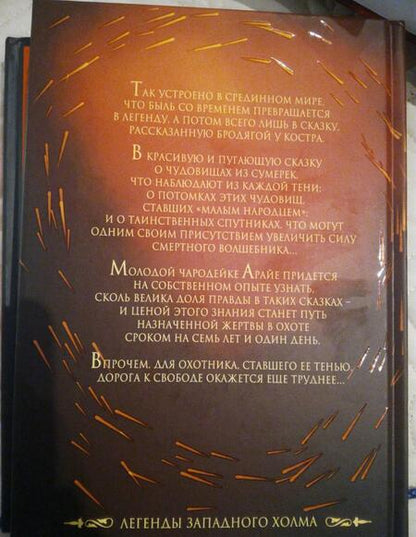 Так устроено в Срединном мире,
что быль со временем превращается
в легенду, а потом всего лишь в сказку,
рассказанную бродягой у костра.
В красивую и пугающую сказку
о чудовищах из сумерек,
что наблюдают из каждой тени;
о потомках этих чудовищ,
ставших «малым народцем»;
и о таинственных спутниках, что могут
одним своим присутствием увеличить силу
смертного волшебника...
Молодой чародейке Арайе придется
на собственном опыте узнать,
сколь велика доля правды в таких сказках –
и ценой этого знания станет путь
назначенной жертвы в охоте
сроком на семь лет и один день.
Впрочем, для охотника, ставшего ее тенью,
дорога к свободе окажется еще труднее...
ЛЕГЕНДЫ ЗАПАДНОГО ХОЛМА